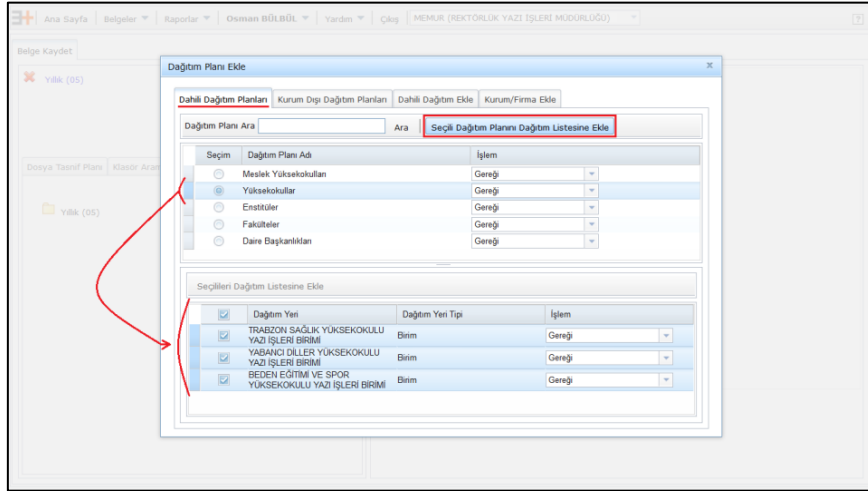 Ana Sayfa Belgeler Raporlar Osman BÜLBÜL Yardım Çıkış MEMUR (REKTÖRLÜK YAZI İŞLERİ MÜDÜRLÜĞÜ)
Belge Kaydet
Yıllık (05)
Dosya Tasnif Planı Klasör Aram
Yıllık (05)
Dağıtım Planı Ekle
Dahili Dağıtım Planları Kurum Dışı Dağıtım Planları Dahili Dağıtım Ekle Kurum/Firma Ekle
Dağıtım Planı Ara Ara Seçili Dağıtım Planını Dağıtım Listesine Ekle
Seçim Dağıtım Planı Adı İşlem
Meslek Yüksekokulları Gereği
Yüksekokullar Gereği
Enstitüler Gereği
Fakülteler Gereği
Daire Başkanlıkları Gereği
Seçilileri Dağıtım Listesine Ekle
Dağıtım Yeri Dağıtım Yeri Tipi İşlem
TRABZON SAĞLIK YÜKSEKOKULU
YAZI İŞLERİ BİRİMİ Birim Gereği
YABANCI DİLLER YÜKSEKOKULU
YAZI İŞLERİ BİRİMİ Birim Gereği
BEDEN EĞİTİMİ VE SPOR
YÜKSEKOKULU YAZI İŞLERİ BİRİMİ Birim Gereği